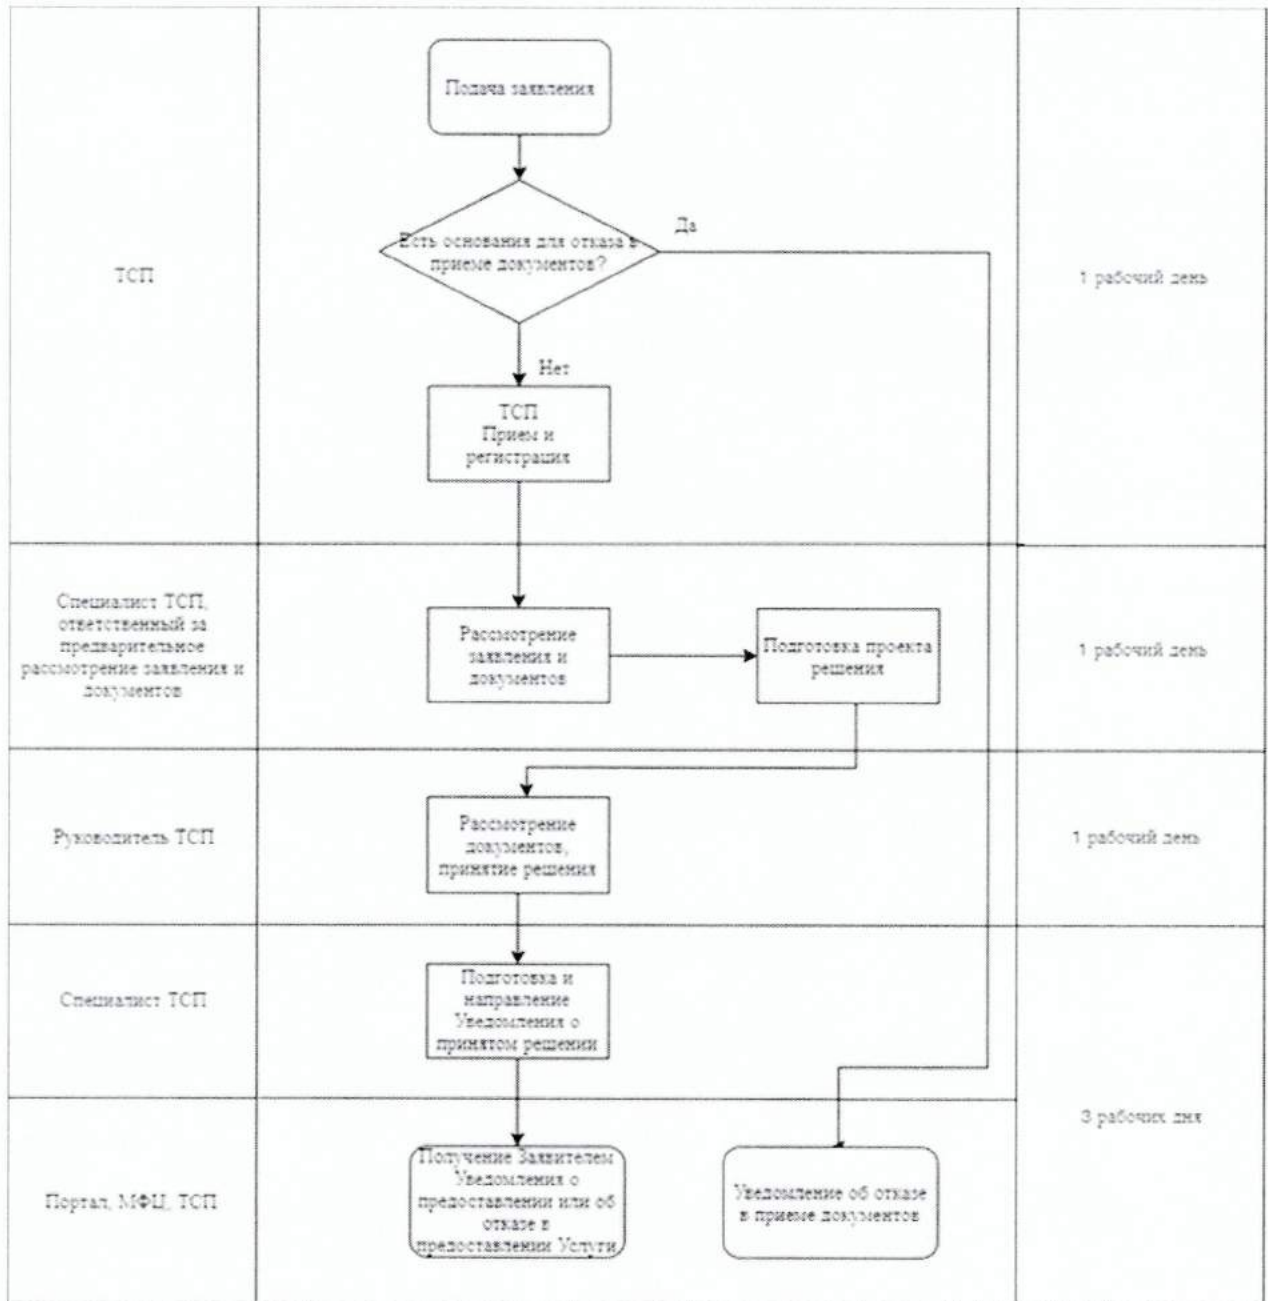 Подача заявления
Есть основания для отказа в
приеме документов?
Да
ТСП
1 рабочий день
Нет
ТСП
Прием и
регистрация
Специалист ТСП,
ответственный за
предварительное
рассмотрение заявления и
документов
Рассмотрение
заявления и
документов
Подготовка проекта
решения
1 рабочий день
Руководитель ТСП
Рассмотрение
документов,
принятие решения
1 рабочий день
Специалист ТСП
Подготовка и
направление
Уведомления о
принятом решении
3 рабочих дня
Портал, МФЦ, ТСП
Получение Заявителем
Уведомления о
предоставлении или об
отказе в
предоставлении Услуги
Уведомление об отказе
в приеме документов